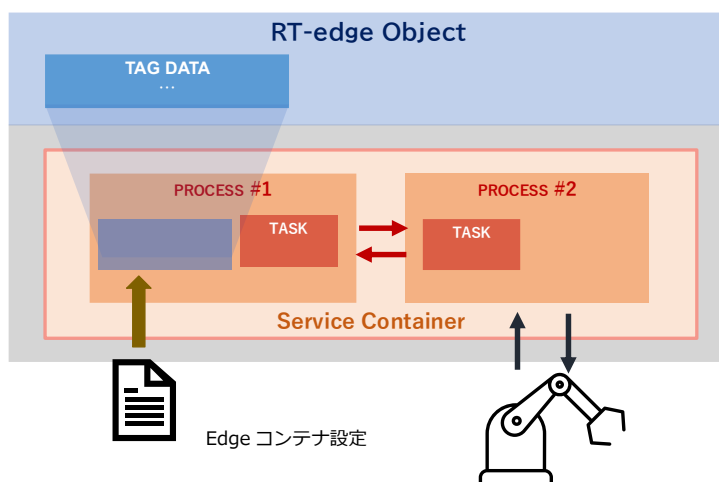 RT-edge Object
TAG DATA
…
PROCESS #1
PROCESS #2
TASK
TASK
Service Container
Edge コンテナ設定